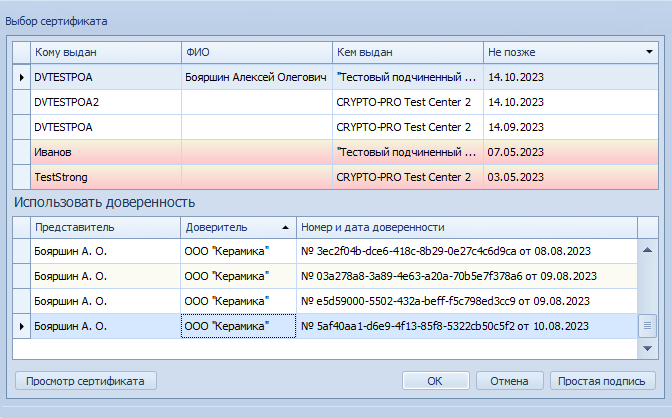 Выбор сертификата
Кому выдан ФИО Кем выдан Не позже
DVTESTPOA Бояршин Алексей Олегович "Тестовый подчиненный ... 14.10.2023
DVTESTPOA2 CRYPTO-PRO Test Center 2 14.10.2023
DVTESTPOA CRYPTO-PRO Test Center 2 14.09.2023
Иванов "Тестовый подчиненный ... 07.05.2023
TestStrong CRYPTO-PRO Test Center 2 03.05.2023
Использовать доверенность
Представитель Доверитель Номер и дата доверенности
Бояршин А. О. ООО "Керамика" № 3ec2f04b-dce6-418c-8b29-0e27c4c6d9ca от 08.08.2023
Бояршин А. О. ООО "Керамика" № 03a278a8-3a89-4e63-a20a-70b5e7f378a6 от 09.08.2023
Бояршин А. О. ООО "Керамика" № e5d59000-5502-432a-beff-f5c798ed3cc9 от 09.08.2023
Бояршин А. О. ООО "Керамика" № 5af40aa1-d6e9-4f13-85f8-5322cb50c5f2 от 10.08.2023
Просмотр сертификата ОК Отмена Простая подпись